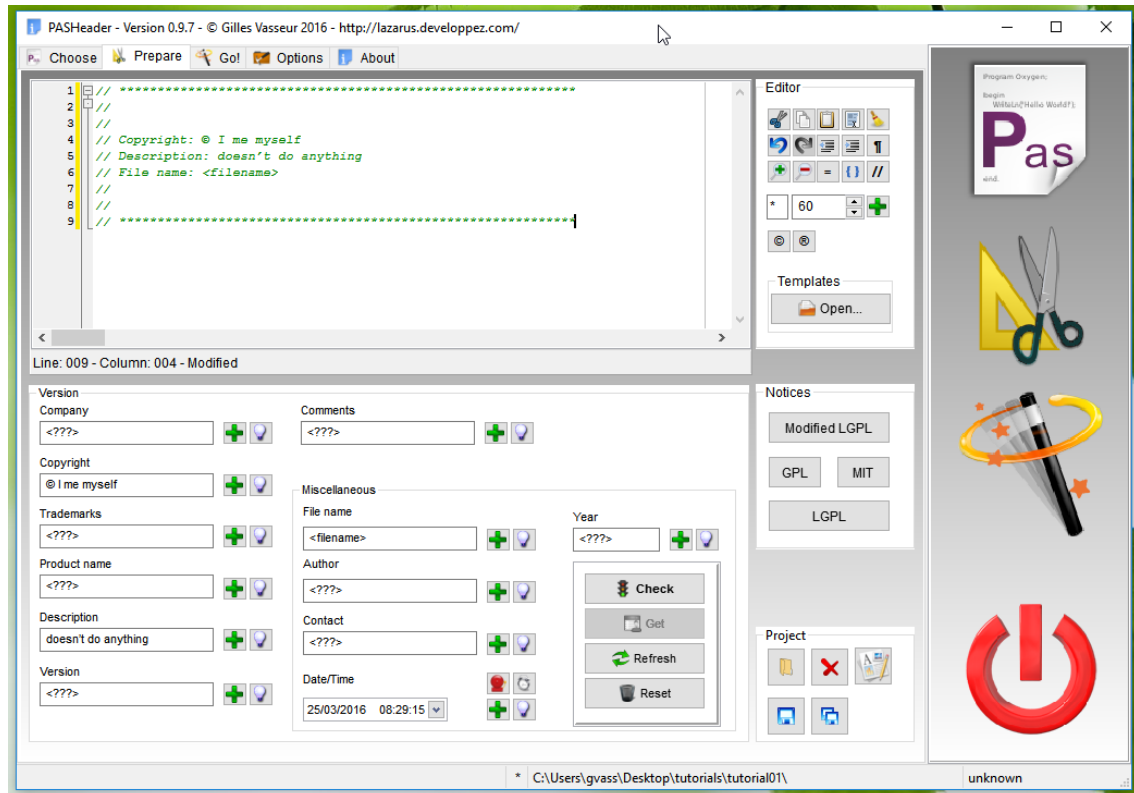 PASHeader - Version 0.9.7 - © Gilles Vasseur 2016 - http://lazarus.developpez.com/
Choose Prepare Go! Options About
1 // ************************************************************
2 //
3 //
4 // Copyright: © I me myself
5 // Description: doesn't do anything
6 // File name: <filename>
7 //
8 //
9 // ************************************************************
Line: 009 - Column: 004 - Modified
Editor
= {} //
* 60
© ®
Templates
Open...
Version
Company
<???>
Comments
<???>
Copyright
© I me myself
Trademarks
<???>
Product name
<???>
Description
doesn't do anything
Version
<???>
Miscellaneous
File name
<filename>
Year
<???>
Author
<???>
Contact
<???>
Date/Time
25/03/2016 08:29:15
Check
Get
Refresh
Reset
Notices
Modified LGPL
GPL MIT
LGPL
Project
Program Oxygen;
begin
WriteLn('Hello World!');
Pas
end.
* C:\Users\gvass\Desktop\tutorials\tutorial01\ unknown